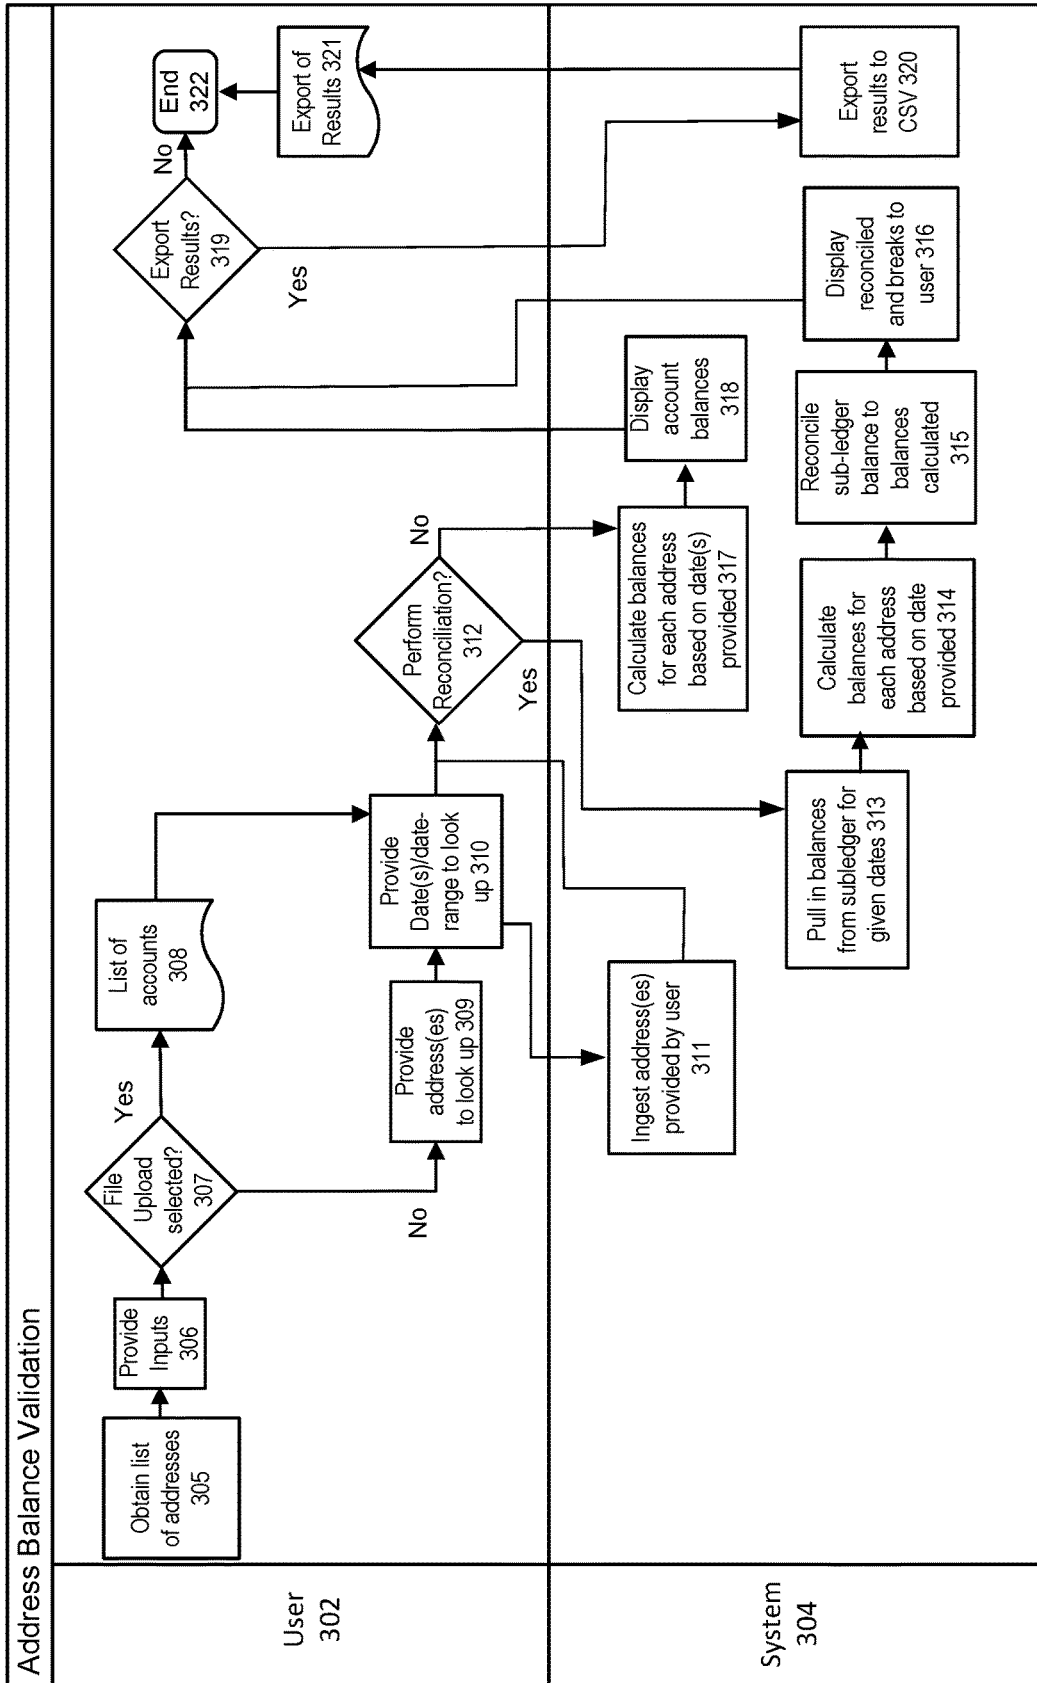 Address Balance Validation
User
302
Obtain list
of addresses
305
Provide
Inputs
306
File
Upload
selected?
307
Yes
No
List of
accounts
308
Provide
address(es)
to look up 309
Provide
Date(s)/date-
range to look
up 310
Perform
Reconciliation?
312
No
Yes
Export
Results?
319
No
Yes
End
322
Export of
Results 321
System
304
Ingest address(es)
provided by user
311
Pull in balances
from subledger for
given dates 313
Calculate balances
for each address
based on date(s)
provided 317
Display
account
balances
318
Calculate
balances for
each address
based on date
provided 314
Reconcile
sub-ledger
balance to
balances
calculated
315
Display
reconciled
and breaks to
user 316
Export
results to
CSV 320